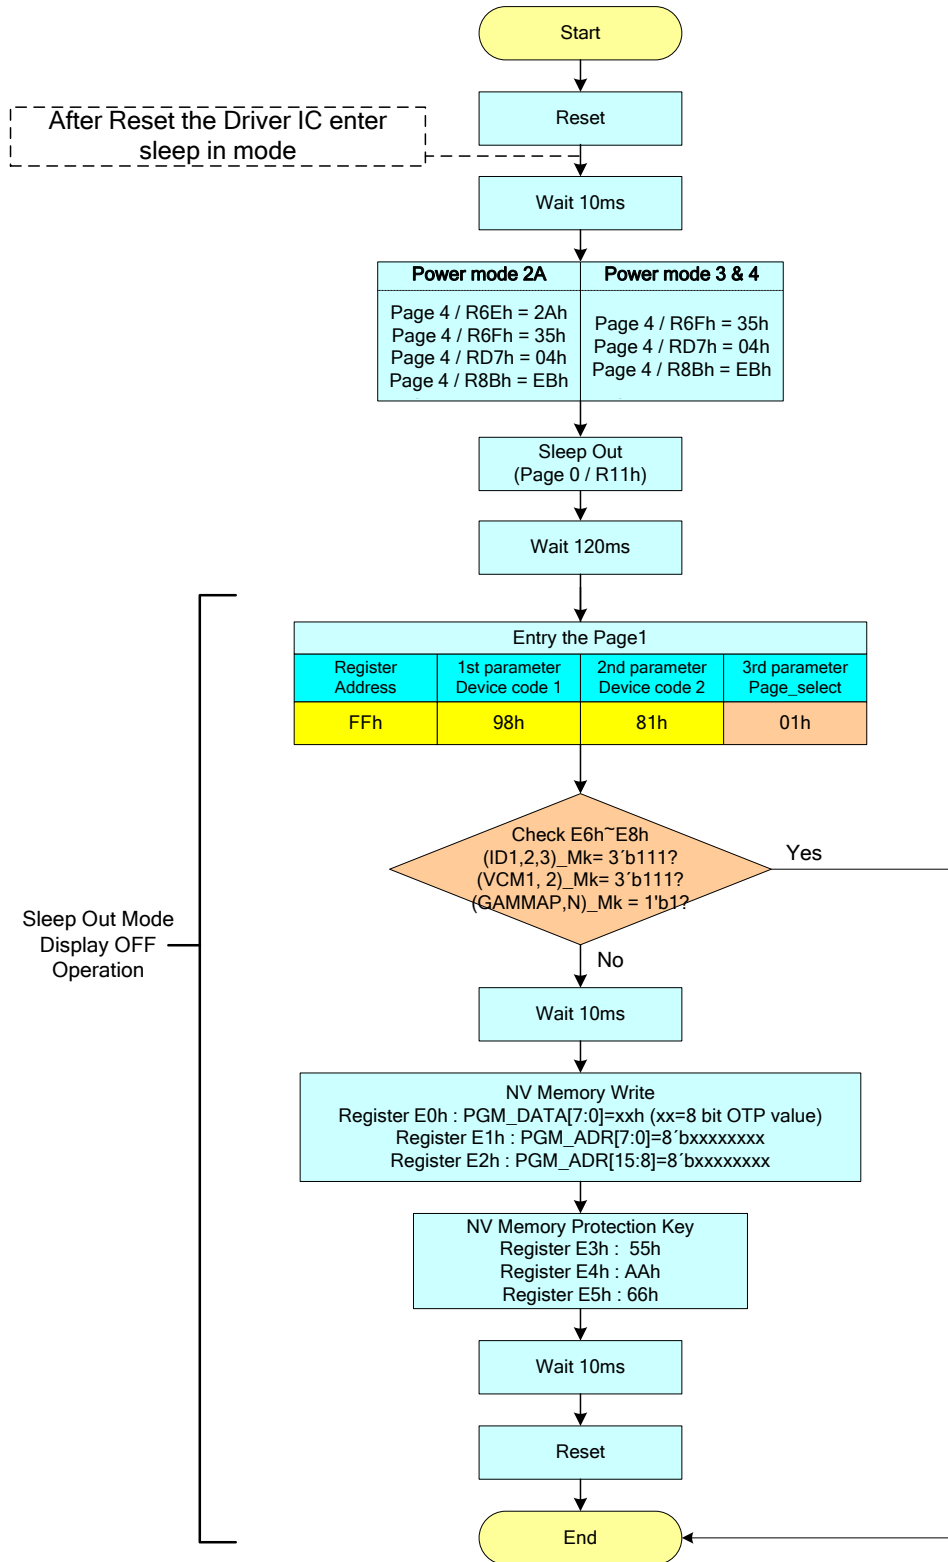 Start
Reset
After Reset the Driver IC enter
sleep in mode
Wait 10ms
Power mode 2A
Page 4 / R6Eh = 2Ah
Page 4 / R6Fh = 35h
Page 4 / RD7h = 04h
Page 4 / R8Bh = EBh
Power mode 3 & 4
Page 4 / R6Fh = 35h
Page 4 / RD7h = 04h
Page 4 / R8Bh = EBh
Sleep Out
(Page 0 / R11h)
Wait 120ms
Entry the Page1
Register
Address
1st parameter
Device code 1
2nd parameter
Device code 2
3rd parameter
Page_select
FFh
98h
81h
01h
Check E6h~E8h
(ID1,2,3)_Mk= 3´b111?
(VCM1, 2)_Mk= 3´b111?
(GAMMAP,N)_Mk = 1'b1?
Yes
No
Sleep Out Mode
Display OFF
Operation
Wait 10ms
NV Memory Write
Register E0h : PGM_DATA[7:0]=xxh (xx=8 bit OTP value)
Register E1h : PGM_ADR[7:0]=8´bxxxxxxxx
Register E2h : PGM_ADR[15:8]=8´bxxxxxxxx
NV Memory Protection Key
Register E3h :  55h
Register E4h : AAh
Register E5h : 66h
Wait 10ms
Reset
End